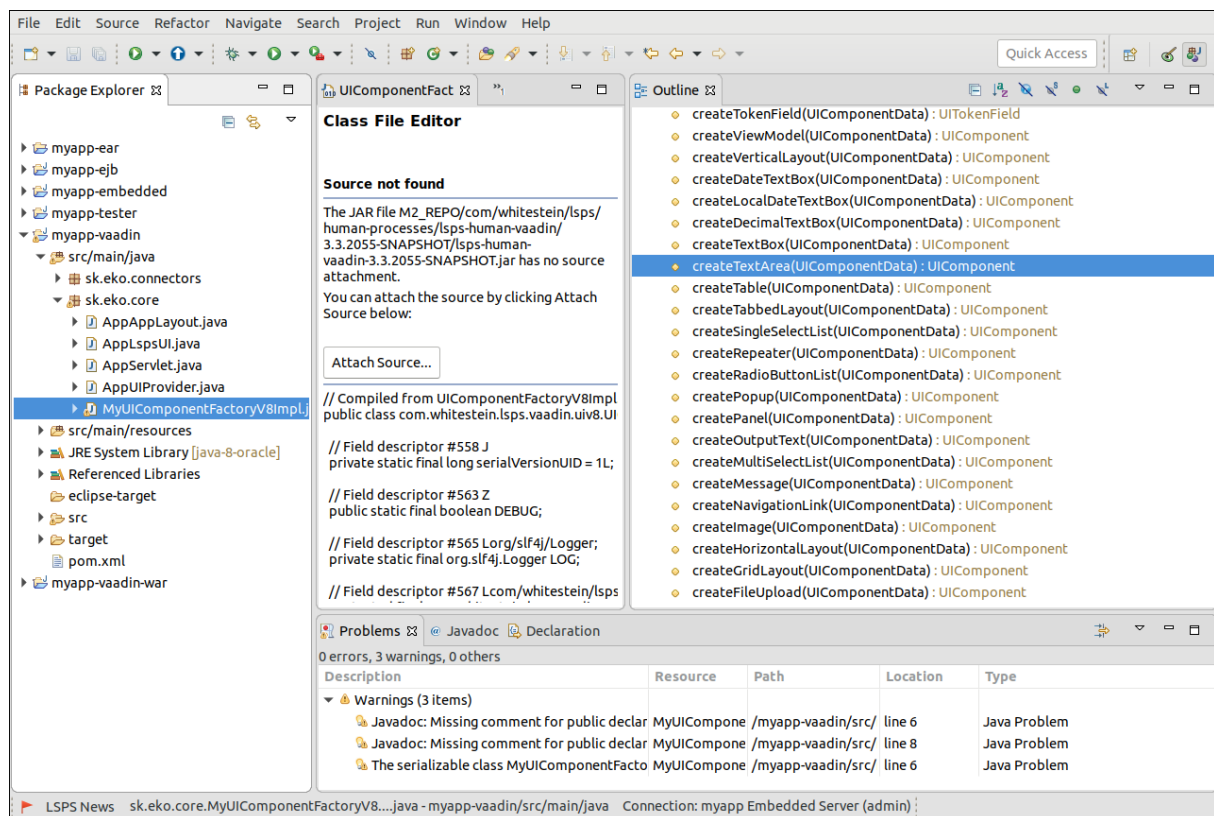 File Edit Source Refactor Navigate Search Project Run Window Help
Quick Access
Package Explorer
myapp-ear
myapp-ejb
myapp-embedded
myapp-tester
myapp-vaadin
src/main/java
sk.eko.connectors
sk.eko.core
AppAppLayout.java
AppLspsUI.java
AppServlet.java
AppUIProvider.java
MyUIComponentFactoryV8Impl.j
src/main/resources
JRE System Library [java-8-oracle]
Referenced Libraries
eclipse-target
src
target
pom.xml
myapp-vaadin-war
UIComponentFact
Class File Editor
Source not found
The JAR file M2_REPO/com/whitestein/lsps/
human-processes/lsps-human-vaadin/
3.3.2055-SNAPSHOT/lsps-human-
vaadin-3.3.2055-SNAPSHOT.jar has no source
attachment.
You can attach the source by clicking Attach
Source below:
Attach Source...
// Compiled from UIComponentFactoryV8Impl
public class com.whitestein.lsps.vaadin.uiv8.UI
// Field descriptor #558 J
private static final long serialVersionUID = 1L;
// Field descriptor #563 Z
public static final boolean DEBUG;
// Field descriptor #565 Lorg/slf4j/Logger;
private static final org.slf4j.Logger LOG;
// Field descriptor #567 Lcom/whitestein/lsps
Outline
createTokenField(UIComponentData) : UITokenField
createViewModel(UIComponentData) : UIComponent
createVerticalLayout(UIComponentData) : UIComponent
createDateTextBox(UIComponentData) : UIComponent
createLocalDateTextBox(UIComponentData) : UIComponent
createDecimalTextBox(UIComponentData) : UIComponent
createTextBox(UIComponentData) : UIComponent
createTextArea(UIComponentData) : UIComponent
createTable(UIComponentData) : UIComponent
createTabbedLayout(UIComponentData) : UIComponent
createSingleSelectList(UIComponentData) : UIComponent
createRepeater(UIComponentData) : UIComponent
createRadioButtonList(UIComponentData) : UIComponent
createPopup(UIComponentData) : UIComponent
createPanel(UIComponentData) : UIComponent
createOutputText(UIComponentData) : UIComponent
createMultiSelectList(UIComponentData) : UIComponent
createMessage(UIComponentData) : UIComponent
createNavigationLink(UIComponentData) : UIComponent
createImage(UIComponentData) : UIComponent
createHorizontalLayout(UIComponentData) : UIComponent
createGridLayout(UIComponentData) : UIComponent
createFileUpload(UIComponentData) : UIComponent
Problems @ Javadoc Declaration
0 errors, 3 warnings, 0 others
Description Resource Path Location Type
Warnings (3 items)
Javadoc: Missing comment for public declar MyUICompone /myapp-vaadin/src/ line 6 Java Problem
Javadoc: Missing comment for public declar MyUICompone /myapp-vaadin/src/ line 8 Java Problem
The serializable class MyUIComponentFacto MyUICompone /myapp-vaadin/src/ line 6 Java Problem
LSPS News sk.eko.core.MyUIComponentFactoryV8....java - myapp-vaadin/src/main/java Connection: myapp Embedded Server (admin)